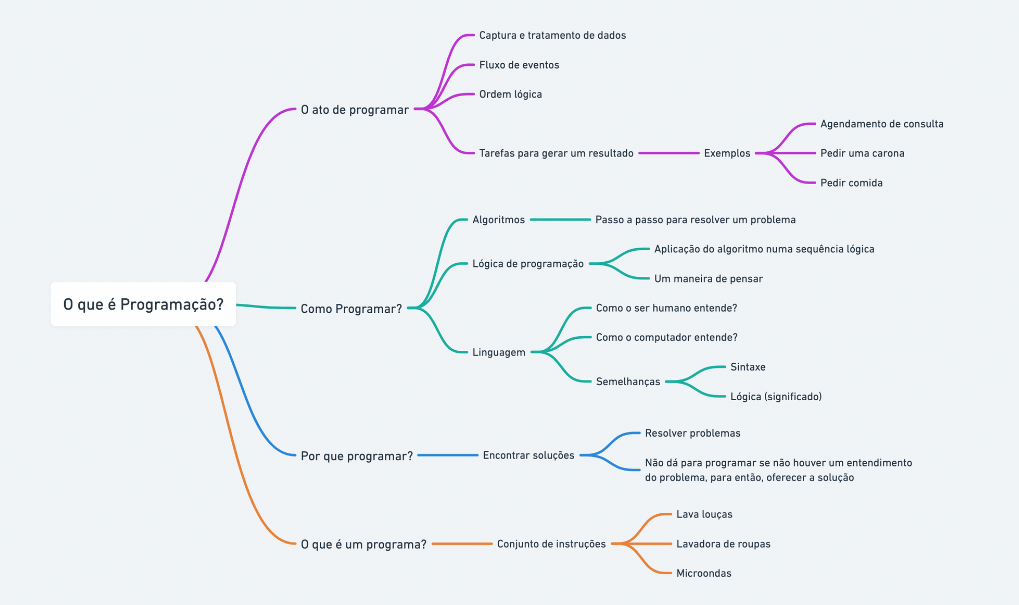 O que é Programação?
O ato de programar
Captura e tratamento de dados
Fluxo de eventos
Ordem lógica
Tarefas para gerar um resultado
Exemplos
Agendamento de consulta
Pedir uma carona
Pedir comida
Como Programar?
Algoritmos
Passo a passo para resolver um problema
Lógica de programação
Aplicação do algoritmo numa sequência lógica
Um maneira de pensar
Linguagem
Como o ser humano entende?
Como o computador entende?
Semelhanças
Sintaxe
Lógica (significado)
Por que programar?
Encontrar soluções
Resolver problemas
Não dá para programar se não houver um entendimento
do problema, para então, oferecer a solução
O que é um programa?
Conjunto de instruções
Lava louças
Lavadora de roupas
Microondas